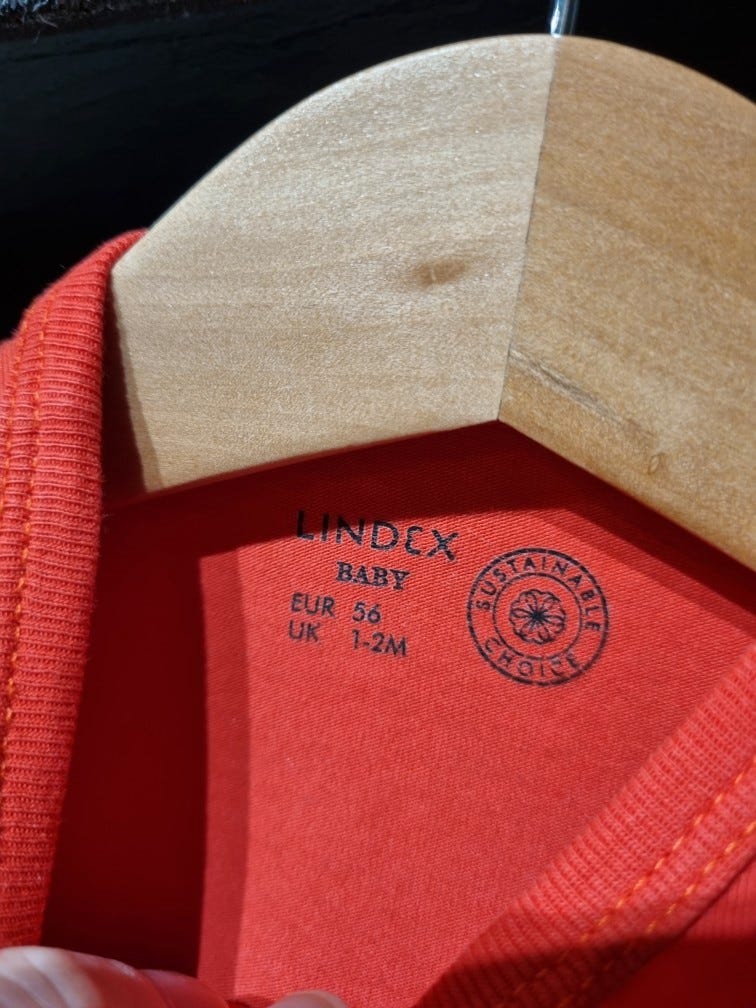 LINDEX
BABY
EUR 56
UK 1-2M
SUSTAINABLE
CHOICE